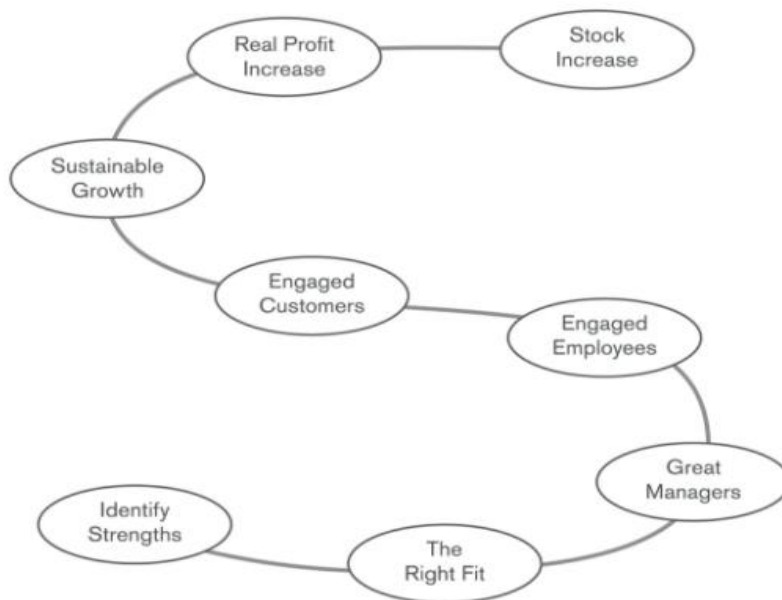 Real Profit
Increase
Stock
Increase
Sustainable
Growth
Engaged
Customers
Engaged
Employees
Great
Managers
Identify
Strengths
The
Right Fit